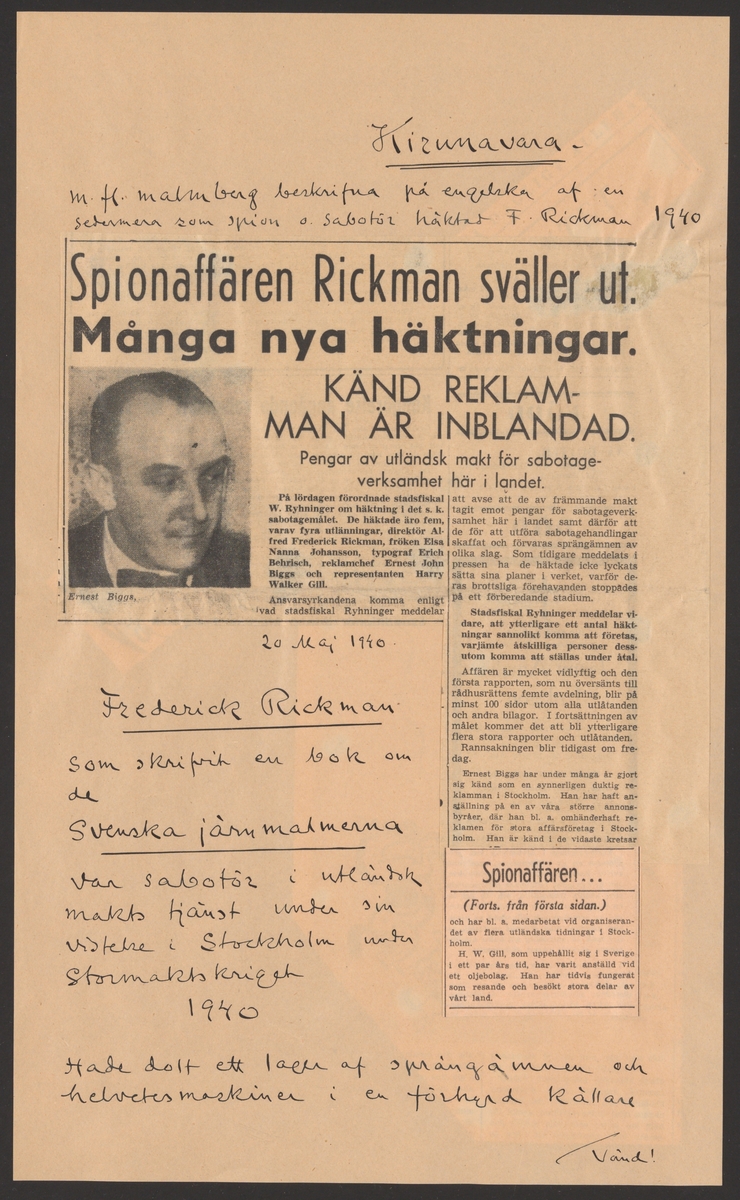 Kirunavara -
m. fl. malmberg beskrifna på engelska af en
sedermera som spion o. sabotör häktad F. Rickman 1940
Spionaffären Rickman sväller ut.
Många nya häktningar.
KÄND REKLAM-
MAN ÄR INBLANDAD.
Pengar av utländsk makt för sabotage-
verksamhet här i landet.
Ernest Biggs.
På lördagen förordnade stadsfiskal
W. Ryhninger om häktning i det s. k.
sabotagemålet. De häktade äro fem,
varav fyra utlänningar, direktör Al-
fred Frederick Rickman, fröken Elsa
Nanna Johansson, typograf Erich
Behrisch, reklamchef Ernest John
Biggs och representanten Harry
Walker Gill.
Ansvarsyrkandena komma enligt
vad stadsfiskal Ryhninger meddelar
att avse att de av främmande makt
tagit emot pengar för sabotageverk-
samhet här i landet samt därför att
de för att utöva sabotagehandlingar
skaffat och förvaras sprängämnen av
olika slag. Som tidigare meddelats i
pressen ha de häktade icke lyckats
sätta sina planer i verket, varför de-
ras brottsliga förehavanden stoppades
på ett förberedande stadium.
Stadsfiskal Ryhninger meddelar vi-
dare, att ytterligare ett antal häkt-
ningar sannolikt komma att företas,
varjämte åtskilliga personer dess-
utom komma att ställas under åtal.
Affären är mycket vidlyftig och den
första rapporten, som nu översänts till
rådhusrättens femte avdelning, blir på
minst 100 sidor utom alla utlåtanden
och andra bilagor. I fortsättningen av
målet kommer det att bli ytterligare
flera stora rapporter och utlåtanden.
Rannsakningen blir tidigast om fre-
dag.
Ernest Biggs har under många år gjort
sig känd som en synnerligen duktig re-
klamman i Stockholm. Han har haft an-
ställning på en av våra större annons-
byråer, där han bl. a. omhänderhaft re-
klamen för stora affärsföretag i Stock-
holm. Han är känd i de vidaste kretsar
Spionaffären...
(Forts. från första sidan.)
och har bl. a. medarbetat vid organiseran-
det av flera utländska tidningar i Stock-
holm.
H. W. Gill, som uppehållit sig i Sverige
i ett par års tid, har varit anställd vid
ett oljebolag. Han har tidvis fungerat
som resande och besökt stora delar av
vårt land.
20 Maj 1940.
Frederick Rickman
som skrifvit en bok om
de
Svenska järnmalmerna
var sabotör i utländsk
makts tjänst under sin
vistelse i Stockholm under
Stormaktskriget
1940
Hade dolt ett lager af sprängämnen och
helvetesmaskiner i en förhyrd källare
Vänd!